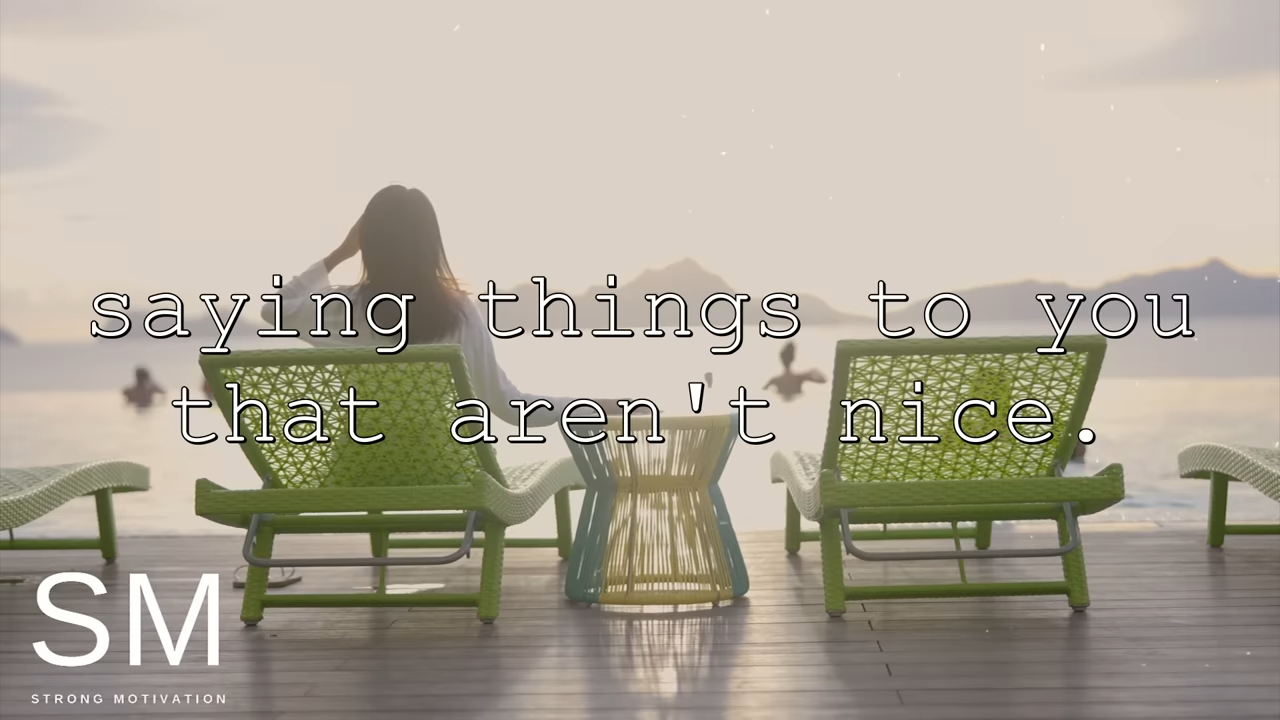 saying things to you
that aren't nice.
SM
STRONG MOTIVATION